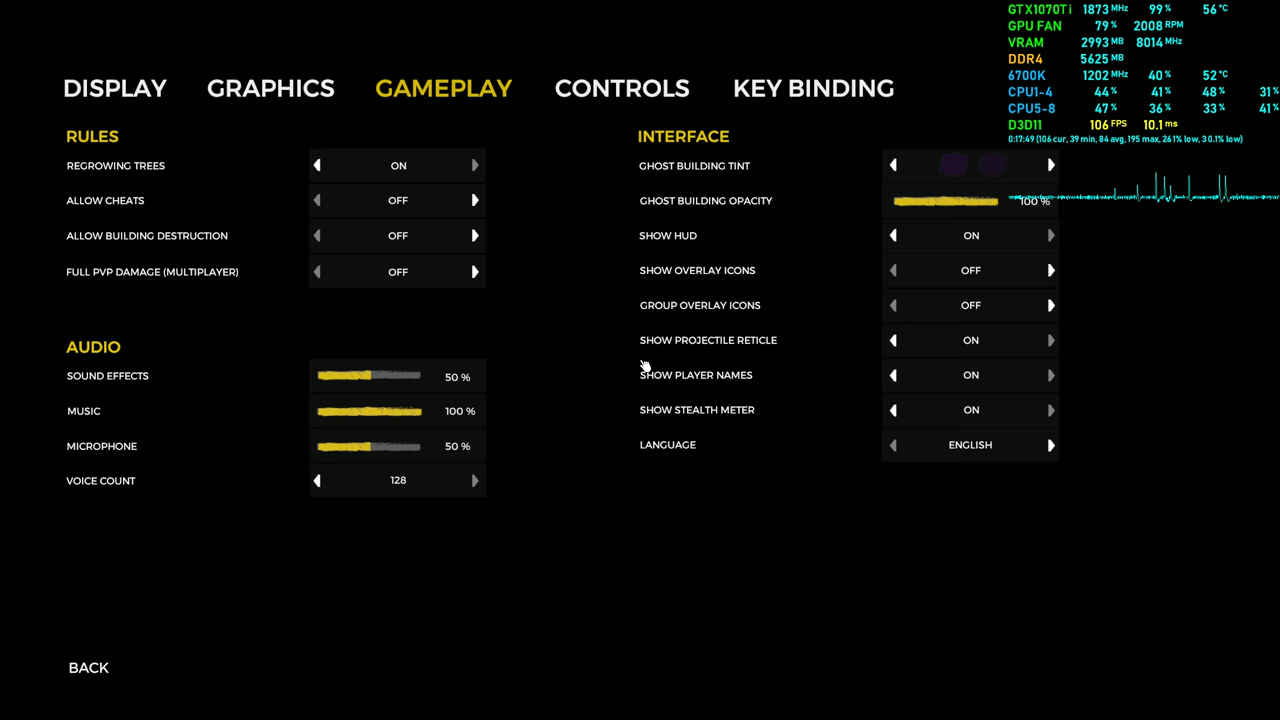 GTX1070Ti 1873 MHz 99 % 56 °C
GPU FAN 79 % 2008 RPM
VRAM 2993 MB 8014 MHz
DDR4 5625 MB
6700K 1202 MHz 40 % 52 °C
CPU1-4 44 % 41 % 48 % 31 %
CPU5-8 47 % 36 % 33 % 41 %
D3D11 106 FPS 10.1 ms
0:17:49 (106 cur, 39 min, 84 avg, 195 max, 26 1% low, 3 0.1% low)
DISPLAY GRAPHICS GAMEPLAY CONTROLS KEY BINDING
RULES
REGROWING TREES ON
ALLOW CHEATS OFF
ALLOW BUILDING DESTRUCTION OFF
FULL PVP DAMAGE (MULTIPLAYER) OFF
AUDIO
SOUND EFFECTS 50 %
MUSIC 100 %
MICROPHONE 50 %
VOICE COUNT 128
INTERFACE
GHOST BUILDING TINT
GHOST BUILDING OPACITY 100 %
SHOW HUD ON
SHOW OVERLAY ICONS OFF
GROUP OVERLAY ICONS OFF
SHOW PROJECTILE RETICLE ON
SHOW PLAYER NAMES ON
SHOW STEALTH METER ON
LANGUAGE ENGLISH
BACK